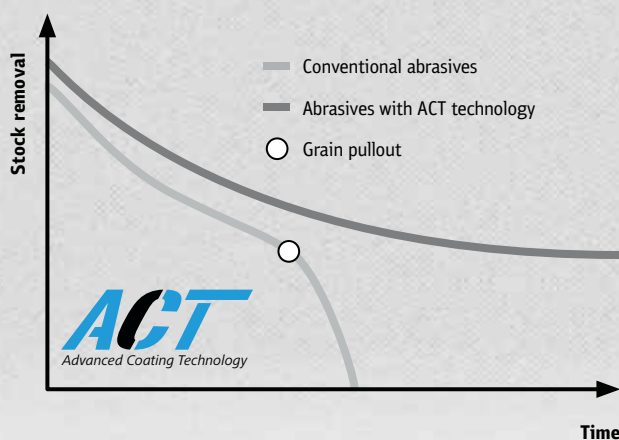 Stock removal
Conventional abrasives
Abrasives with ACT technology
Grain pullout
ACT
Advanced Coating Technology
Time